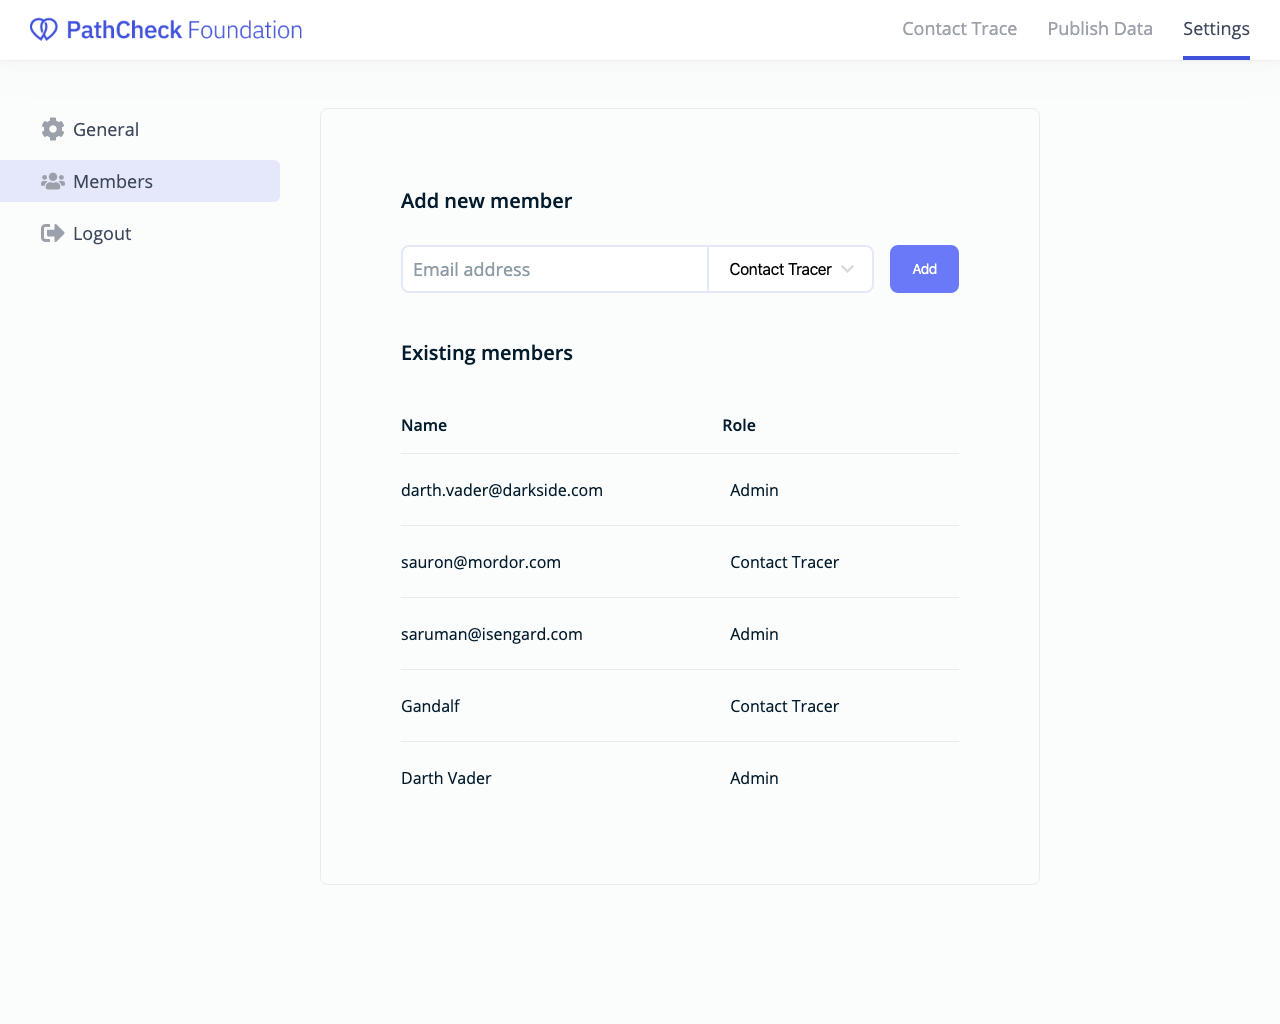 PathCheck Foundation
Contact Trace
Publish Data
Settings
General
Members
Logout
Add new member
Email address
Contact Tracer
Add
Existing members
Name Role
darth.vader@darkside.com Admin
sauron@mordor.com Contact Tracer
saruman@isengard.com Admin
Gandalf Contact Tracer
Darth Vader Admin